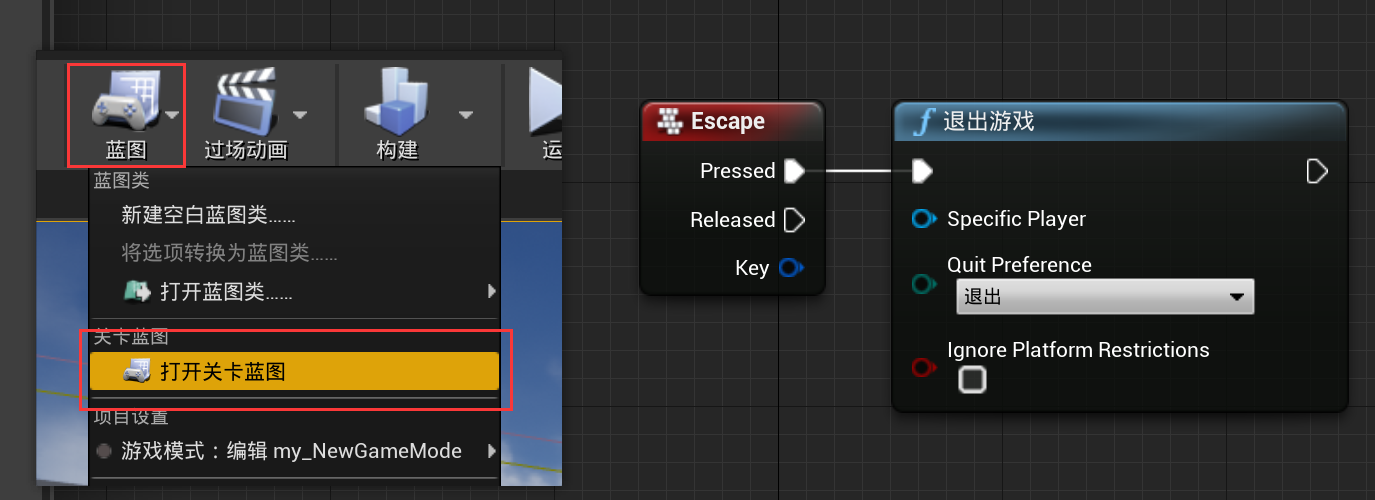 蓝图
过场动画
构建
运
蓝图类
新建空白蓝图类……
将选项转换为蓝图类……
打开蓝图类……
关卡蓝图
打开关卡蓝图
项目设置
游戏模式：编辑 my_NewGameMode
Escape
Pressed
Released
Key
f 退出游戏
Specific Player
Quit Preference
退出
Ignore Platform Restrictions